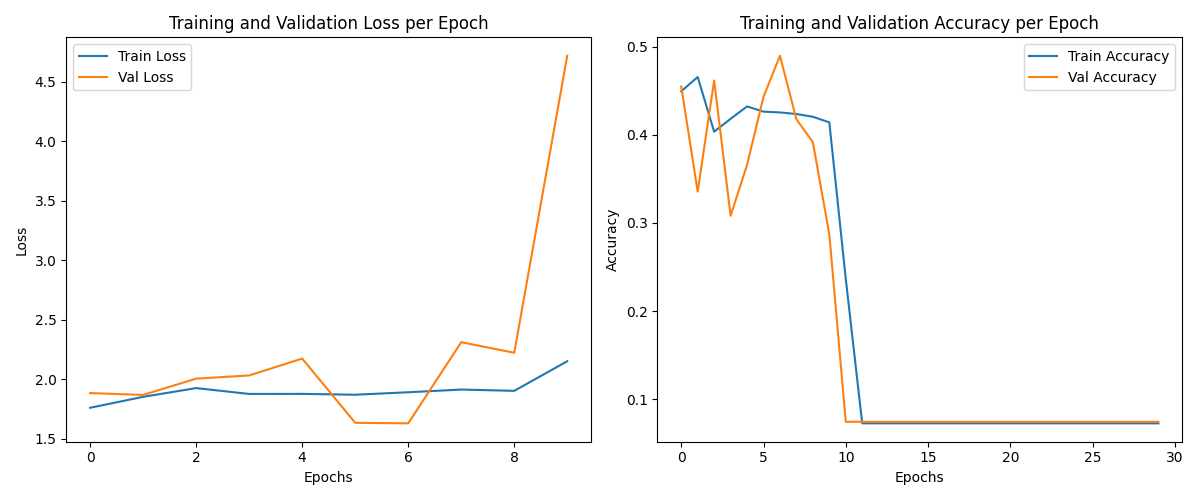 Training and Validation Loss per Epoch
Train Loss
Val Loss
4.5
4.0
3.5
3.0
2.5
2.0
1.5
Loss
0 2 4 6 8
Epochs
Training and Validation Accuracy per Epoch
Train Accuracy
Val Accuracy
0.5
0.4
0.3
0.2
0.1
Accuracy
0 5 10 15 20 25 30
Epochs